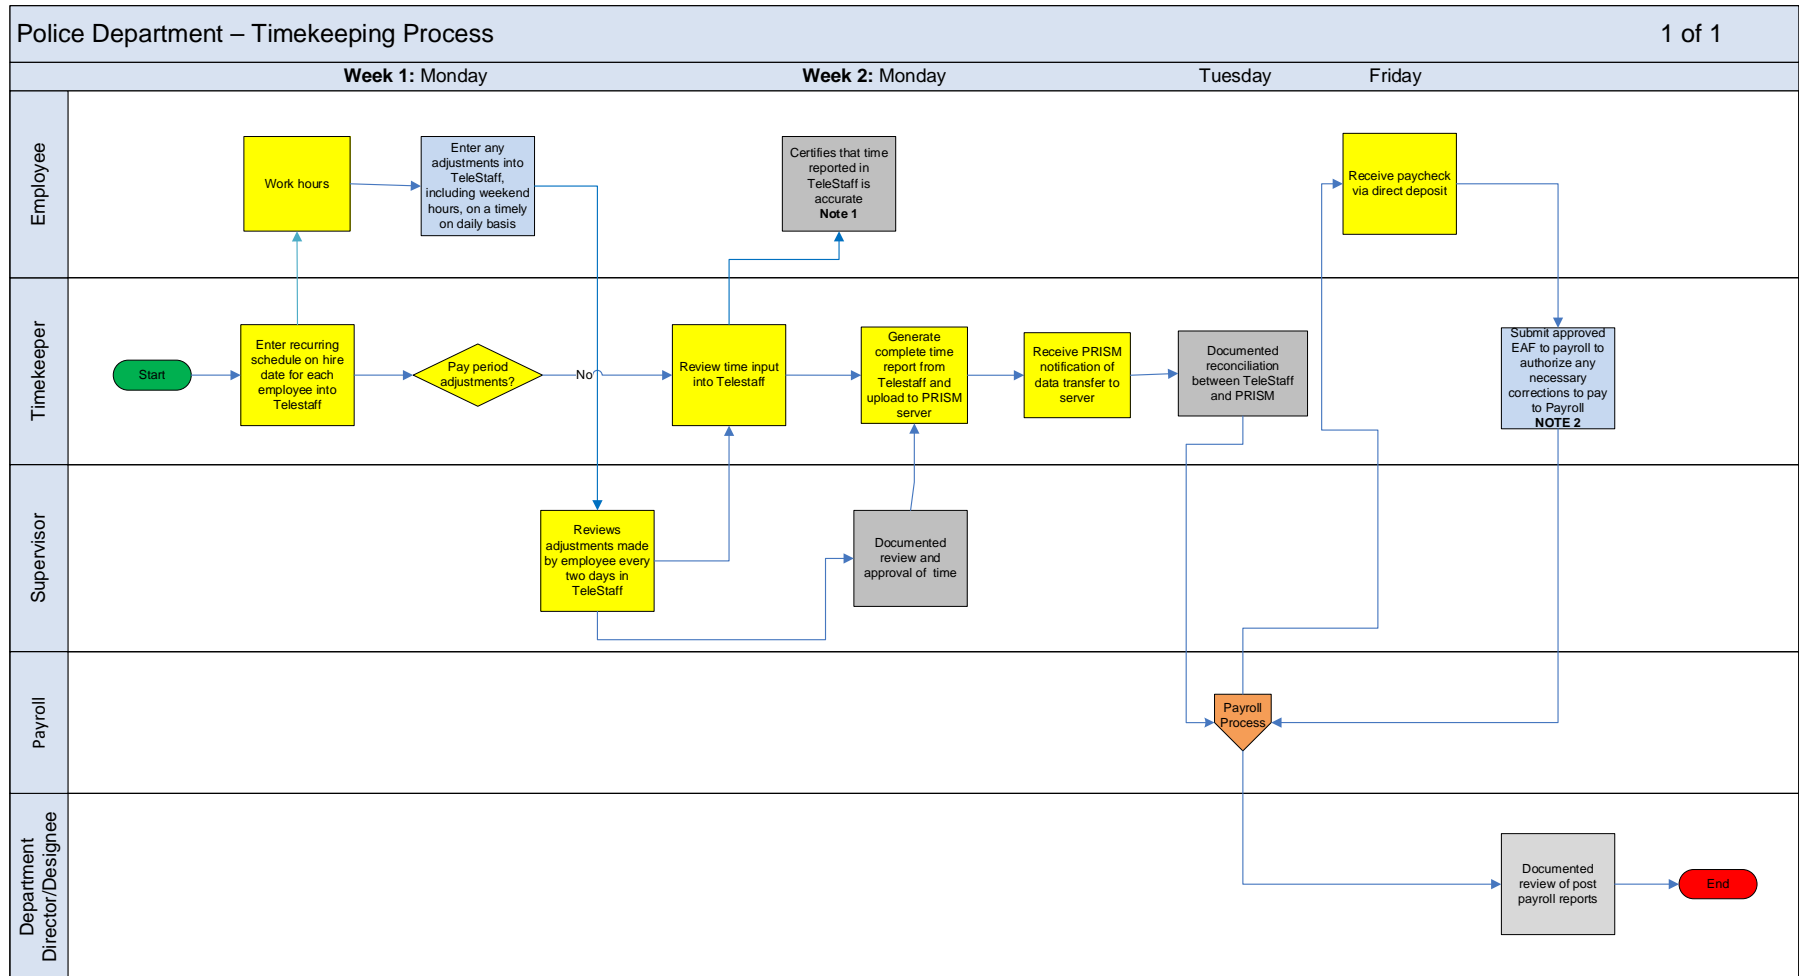 Police Department – Timekeeping Process
1 of 1
Week 1: Monday
Week 2: Monday
Tuesday
Friday
Employee
Work hours
Enter any
adjustments into
TeleStaff,
including weekend
hours, on a timely
on daily basis
Certifies that time
reported in
TeleStaff is
accurate
Note 1
Receive paycheck
via direct deposit
Timekeeper
Start
Enter recurring
schedule on hire
date for each
employee into
Telestaff
Pay period
adjustments?
No
Review time input
into Telestaff
Generate
complete time
report from
Telestaff and
upload to PRISM
server
Receive PRISM
notification of
data transfer to
server
Documented
reconciliation
between TeleStaff
and PRISM
Submit approved
EAF to payroll to
authorize any
necessary
corrections to pay
to Payroll
NOTE 2
Supervisor
Reviews
adjustments made
by employee every
two days in
TeleStaff
Documented
review and
approval of time
Payroll
Payroll
Process
Department
Director/Designee
Documented
review of post
payroll reports
End